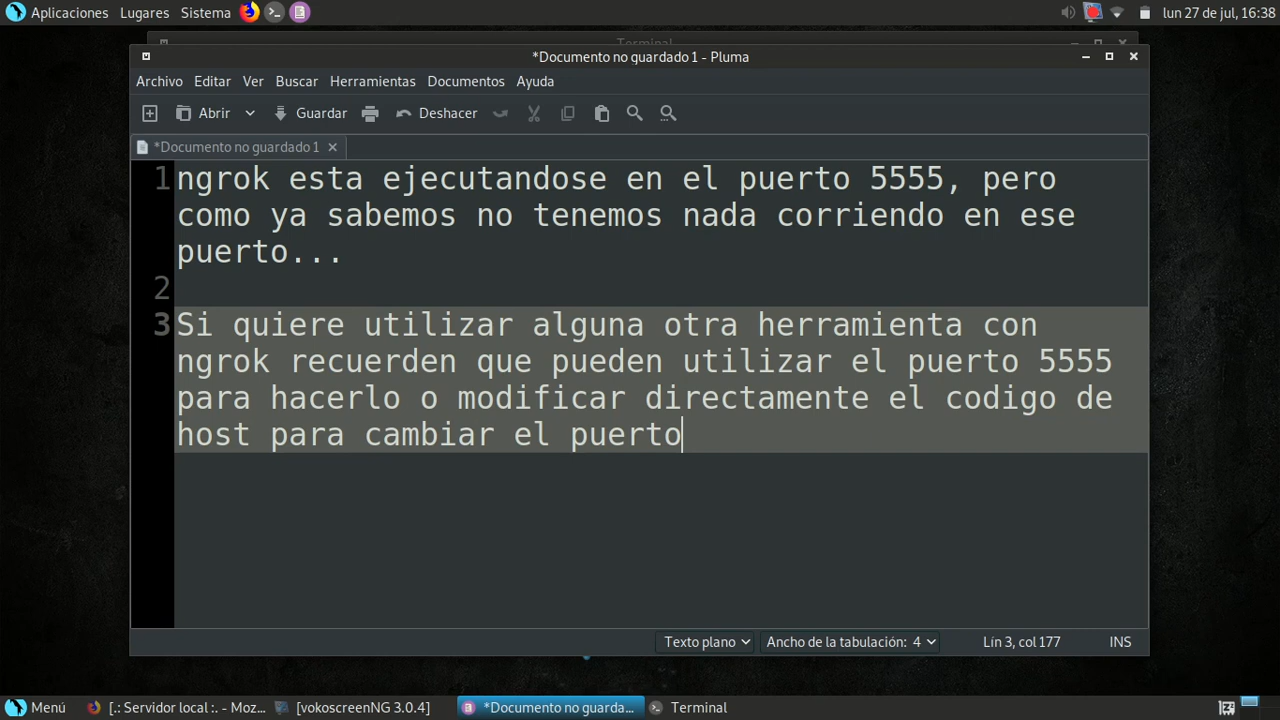 Aplicaciones Lugares Sistema lun 27 de jul, 16:38
Terminal
*Documento no guardado 1 - Pluma
Archivo Editar Ver Buscar Herramientas Documentos Ayuda
Abrir Guardar Deshacer
*Documento no guardado 1
1 ngrok esta ejecutandose en el puerto 5555, pero
como ya sabemos no tenemos nada corriendo en ese
puerto...
2
3 Si quiere utilizar alguna otra herramienta con
ngrok recuerden que pueden utilizar el puerto 5555
para hacerlo o modificar directamente el codigo de
host para cambiar el puerto
Texto plano Ancho de la tabulación: 4 Lín 3, col 177 INS
Menú [.: Servidor local :. - Moz... [vokoscreenNG 3.0.4] *Documento no guarda... Terminal